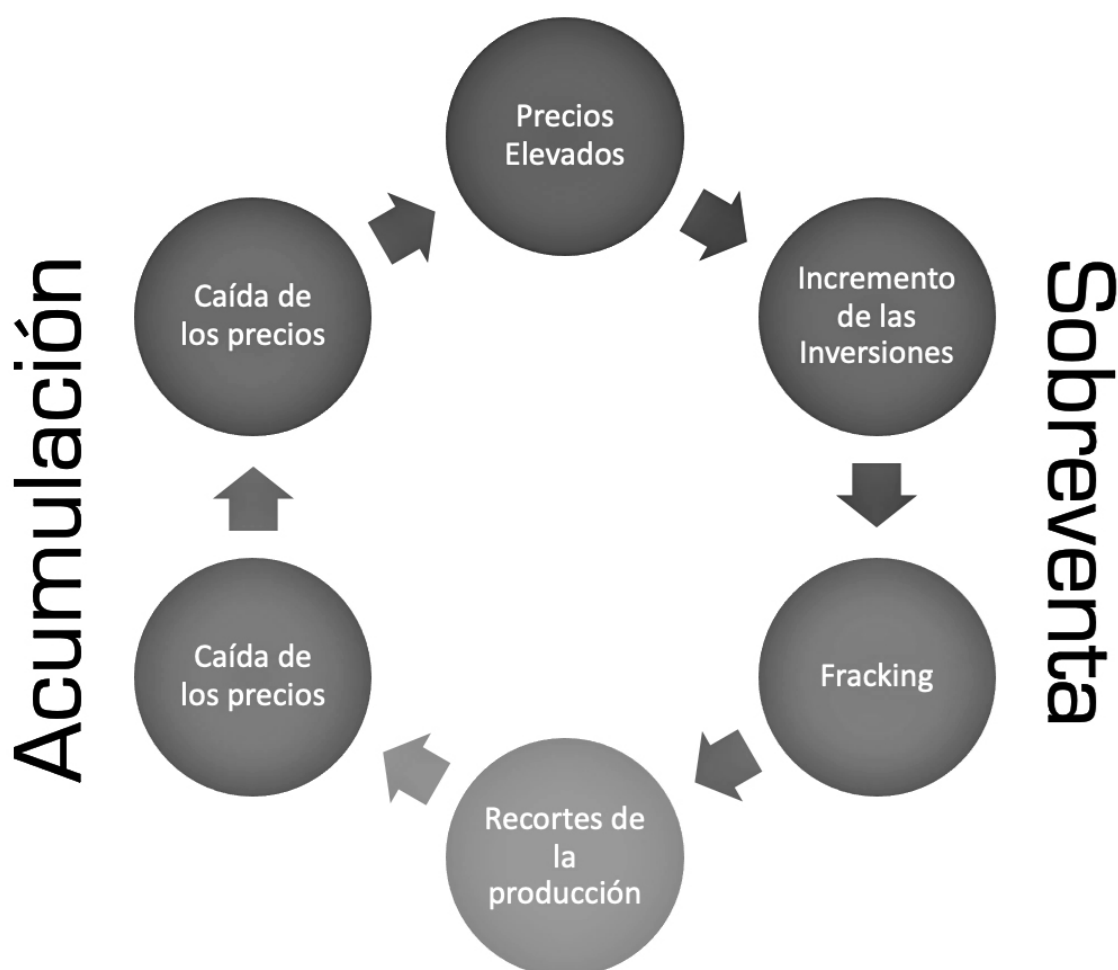 Precios
Elevados
Incremento
de las
Inversiones
Fracking
Recortes de
la
producción
Caída de
los precios
Caída de
los precios
Acumulación
Sobreventa